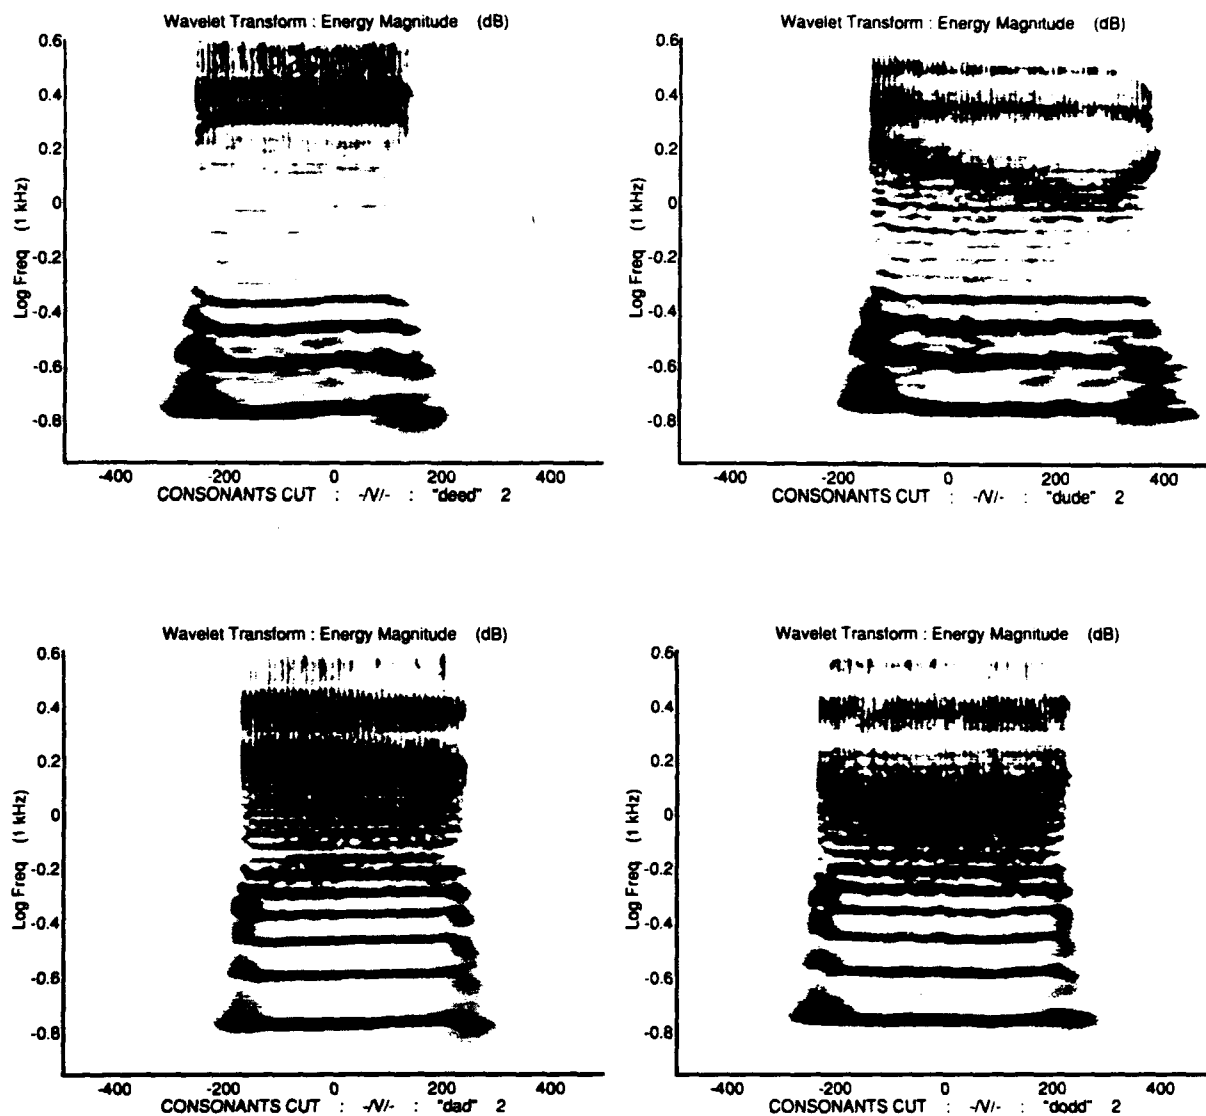 Wavelet Transform : Energy Magnitude (dB)
0.6
0.4
0.2
0
-0.2
-0.4
-0.6
-0.8
Log Freq (1 kHz)
-400 -200 0 200 400
CONSONANTS CUT : -/V/- : "deed" 2
Wavelet Transform : Energy Magnitude (dB)
0.6
0.4
0.2
0
-0.2
-0.4
-0.6
-0.8
Log Freq (1 kHz)
-400 -200 0 200 400
CONSONANTS CUT : -/V/- : "dude" 2
Wavelet Transform : Energy Magnitude (dB)
0.6
0.4
0.2
0
-0.2
-0.4
-0.6
-0.8
Log Freq (1 kHz)
-400 -200 0 200 400
CONSONANTS CUT : -/V/- : "dad" 2
Wavelet Transform : Energy Magnitude (dB)
0.6
0.4
0.2
0
-0.2
-0.4
-0.6
-0.8
Log Freq (1 kHz)
-400 -200 0 200 400
CONSONANTS CUT : -/V/- : "dodd" 2